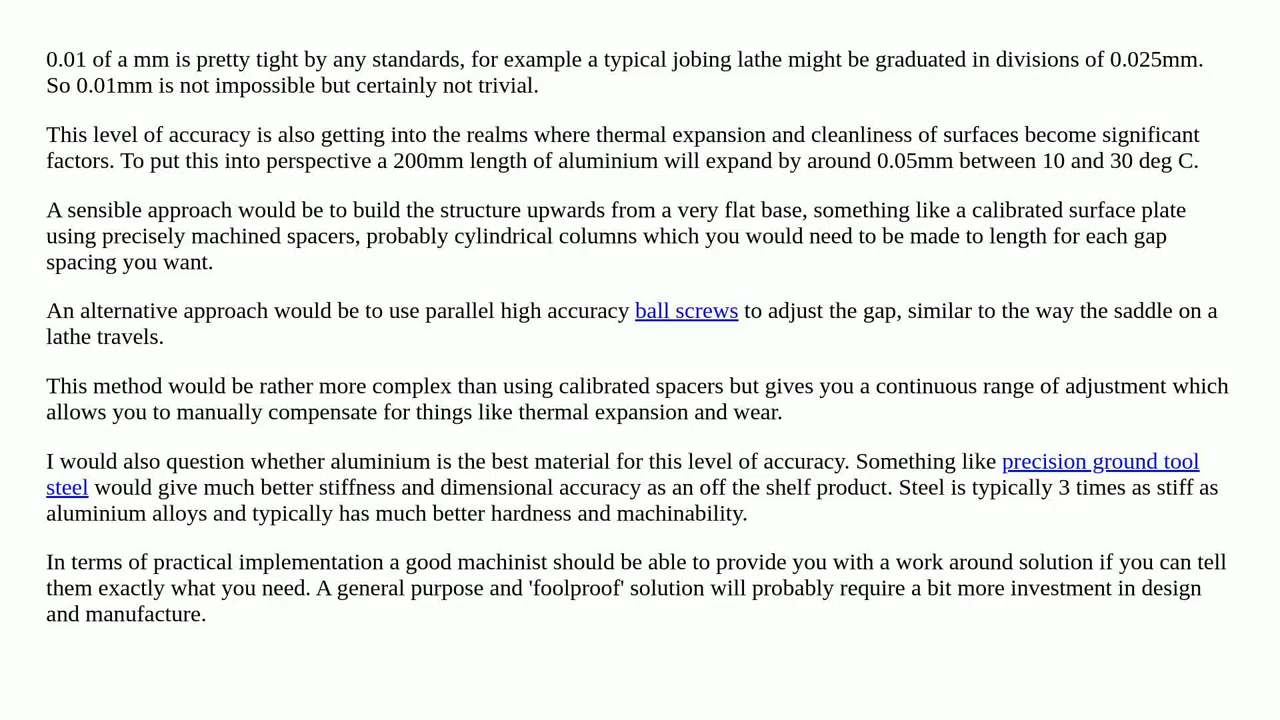 0.01 of a mm is pretty tight by any standards, for example a typical jobing lathe might be graduated in divisions of 0.025mm.
So 0.01mm is not impossible but certainly not trivial.
This level of accuracy is also getting into the realms where thermal expansion and cleanliness of surfaces become significant
factors. To put this into perspective a 200mm length of aluminium will expand by around 0.05mm between 10 and 30 deg C.
A sensible approach would be to build the structure upwards from a very flat base, something like a calibrated surface plate
using precisely machined spacers, probably cylindrical columns which you would need to be made to length for each gap
spacing you want.
An alternative approach would be to use parallel high accuracy ball screws to adjust the gap, similar to the way the saddle on a
lathe travels.
This method would be rather more complex than using calibrated spacers but gives you a continuous range of adjustment which
allows you to manually compensate for things like thermal expansion and wear.
I would also question whether aluminium is the best material for this level of accuracy. Something like precision ground tool
steel would give much better stiffness and dimensional accuracy as an off the shelf product. Steel is typically 3 times as stiff as
aluminium alloys and typically has much better hardness and machinability.
In terms of practical implementation a good machinist should be able to provide you with a work around solution if you can tell
them exactly what you need. A general purpose and 'foolproof' solution will probably require a bit more investment in design
and manufacture.